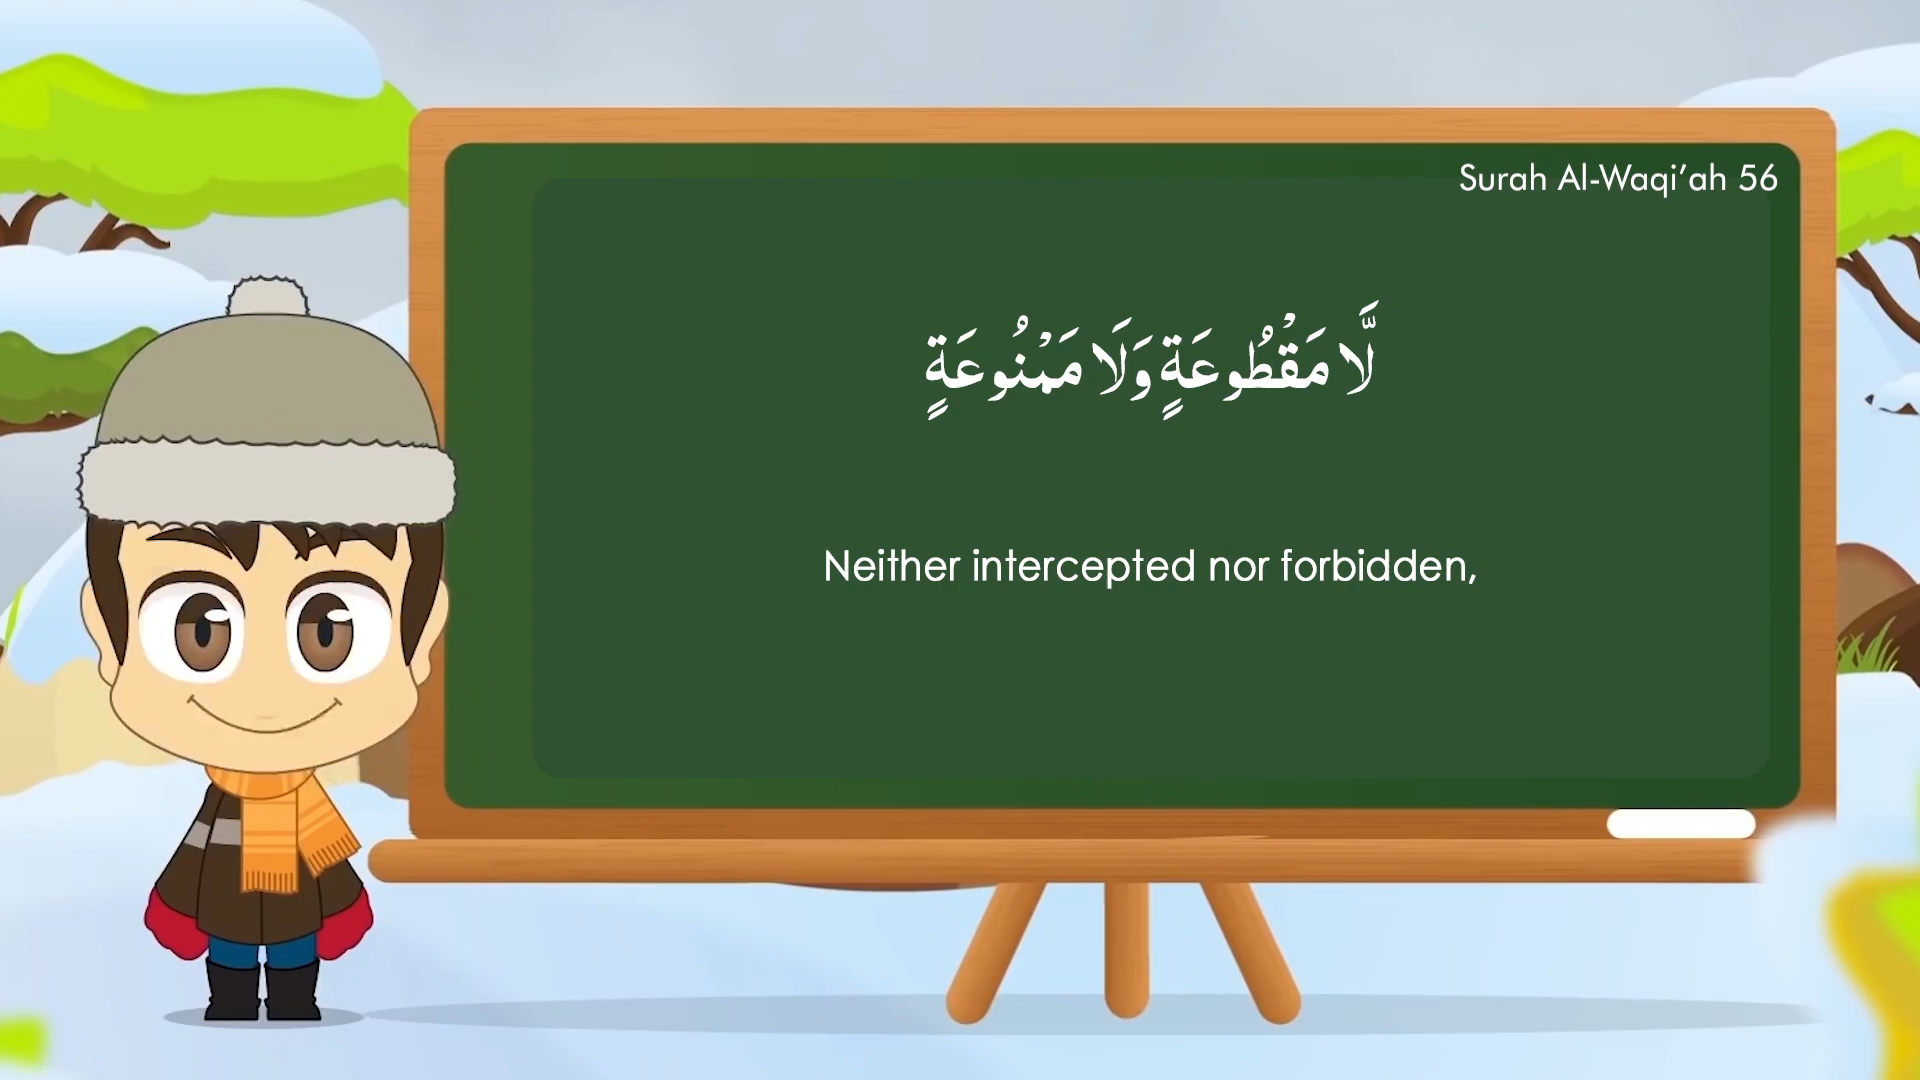 Surah Al-Waqi’ah 56
لَّا مَقْطُوعَةٍ وَلَا مَمْنُوعَةٍ
Neither intercepted nor forbidden,